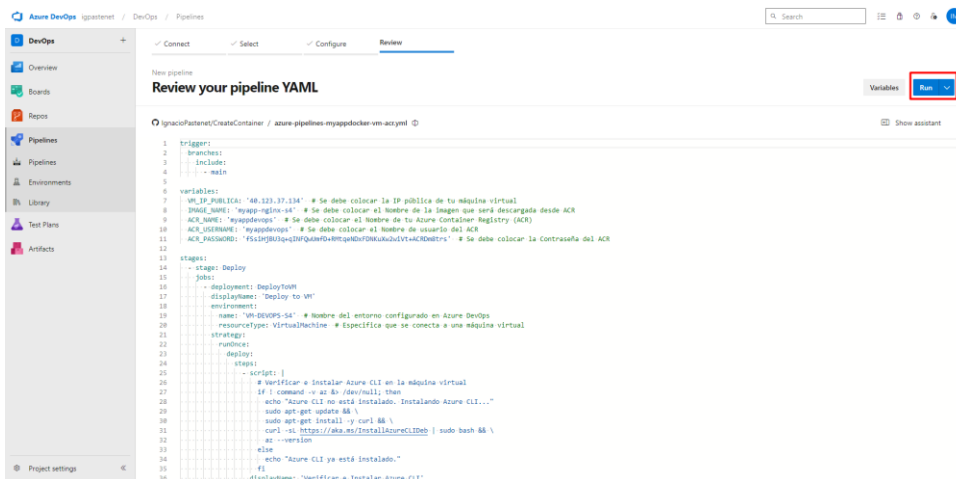 Azure DevOps igpastenet / DevOps / Pipelines
Search
DevOps +
Overview
Boards
Repos
Pipelines
Pipelines
Environments
Library
Test Plans
Artifacts
Project settings
Connect Select Configure Review
New pipeline
Review your pipeline YAML
Variables Run
IgnacioPastenet/CreateContainer / azure-pipelines-myappdocker-vm-acr.yml
Show assistant
1 trigger:
2 branches:
3 include:
4 - main
5
6 variables:
7 VM_IP_PUBLICA: '40.123.37.134' # Se debe colocar la IP pública de tu máquina virtual
8 IMAGE_NAME: 'myapp-nginx-s4' # Se debe colocar el Nombre de la imagen que será descargada desde ACR
9 ACR_NAME: 'myappdevops' # Se debe colocar el Nombre de tu Azure Container Registry (ACR)
10 ACR_USERNAME: 'myappdevops' # Se debe colocar el Nombre de usuario del ACR
11 ACR_PASSWORD: # Se debe colocar la Contraseña del ACR
12
13 stages:
14 - stage: Deploy
15 jobs:
16 - deployment: DeployToVM
17 displayName: 'Deploy to VM'
18 environment:
19 name: 'VM-DEVOPS-S4' # Nombre del entorno configurado en Azure DevOps
20 resourceType: VirtualMachine # Especifica que se conecta a una máquina virtual
21 strategy:
22 runOnce:
23 deploy:
24 steps:
25 - script: |
26 # Verificar e instalar Azure CLI en la máquina virtual
27 if ! command -v az &> /dev/null; then
28 echo "Azure CLI no está instalado. Instalando Azure CLI..."
29 sudo apt-get update && \
30 sudo apt-get install -y curl && \
31 curl -sL https://aka.ms/InstallAzureCLIDeb | sudo bash && \
32 az --version
33 else
34 echo "Azure CLI ya está instalado."
35 fi
36 displayName: 'Verificar e Instalar Azure CLI'